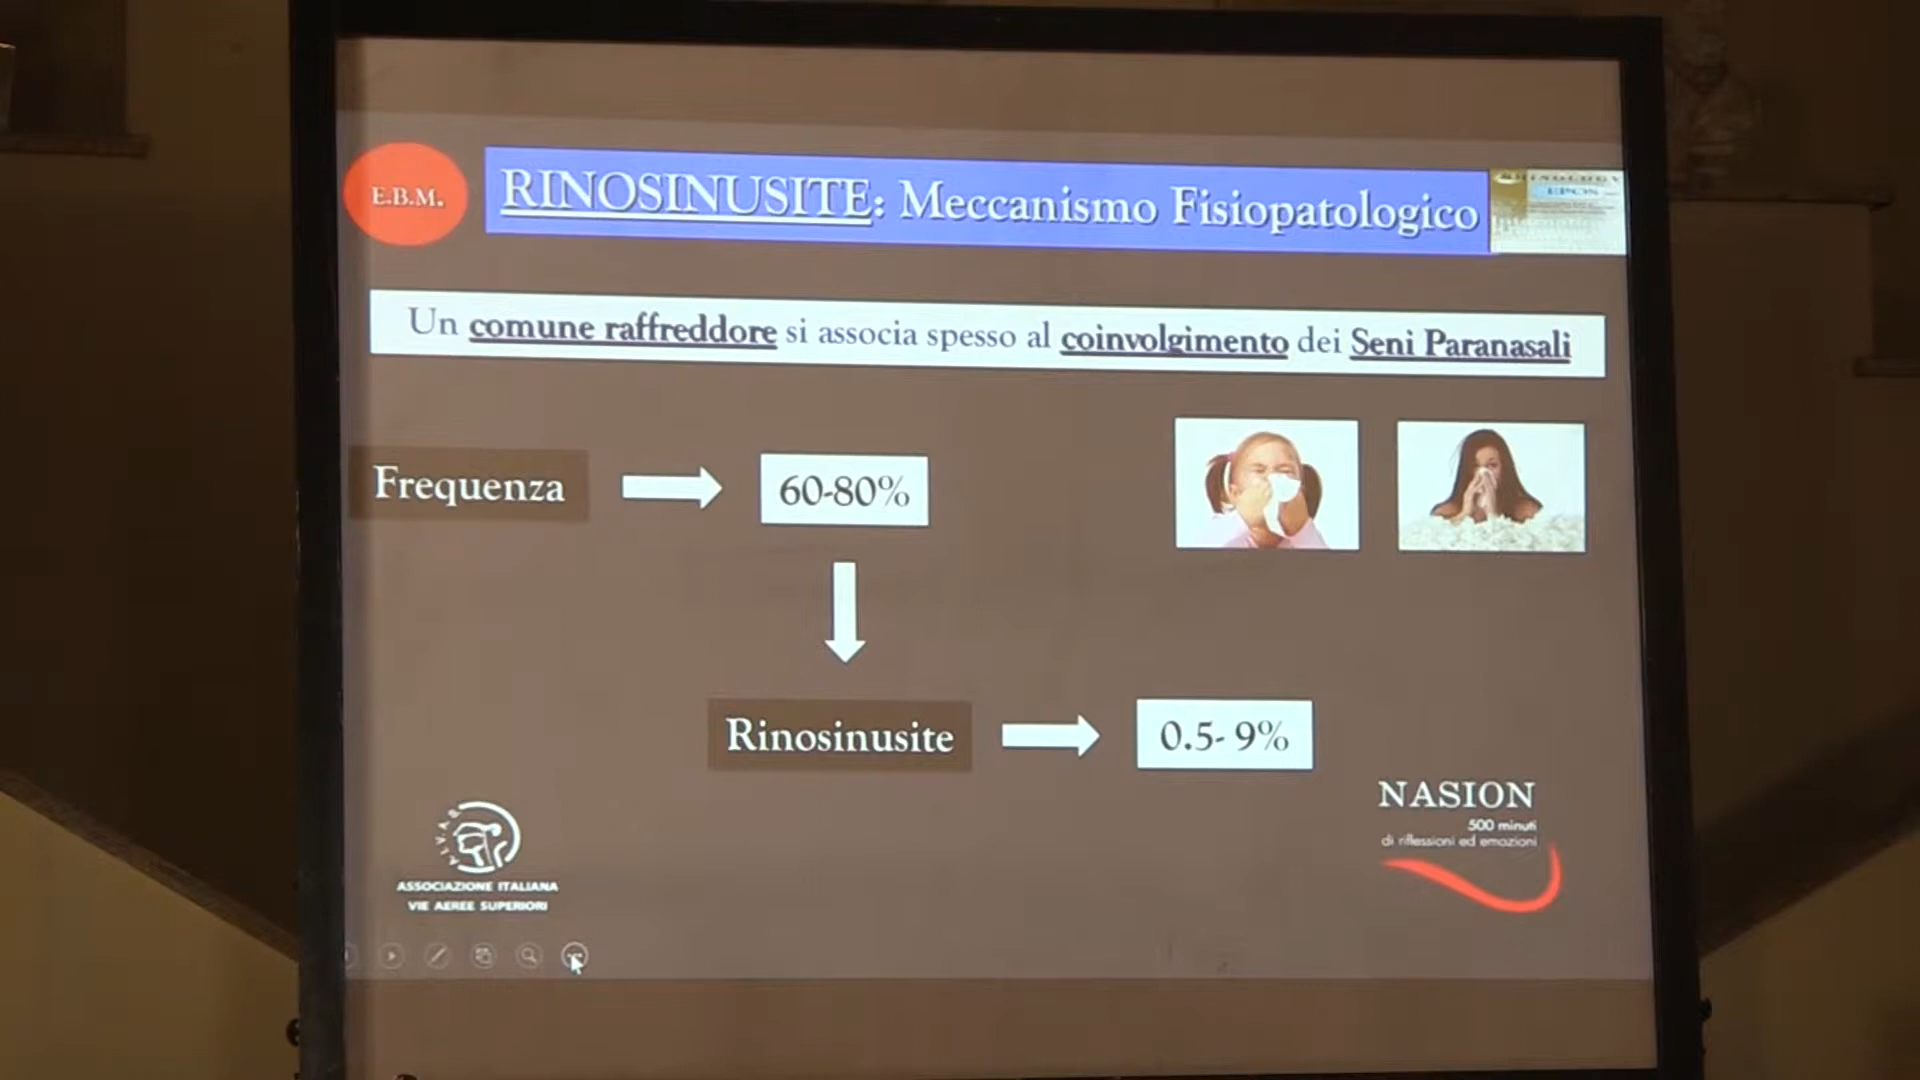 E.B.M.
RINOSINUSITE: Meccanismo Fisiopatologico
EPOS
Un comune raffreddore si associa spesso al coinvolgimento dei Seni Paranasali
Frequenza
60-80%
Rinosinusite
0.5- 9%
NASION
500 minuti
di riflessioni ed emozioni
A.I.V.A.S.
ASSOCIAZIONE ITALIANA
VIE AEREE SUPERIORI